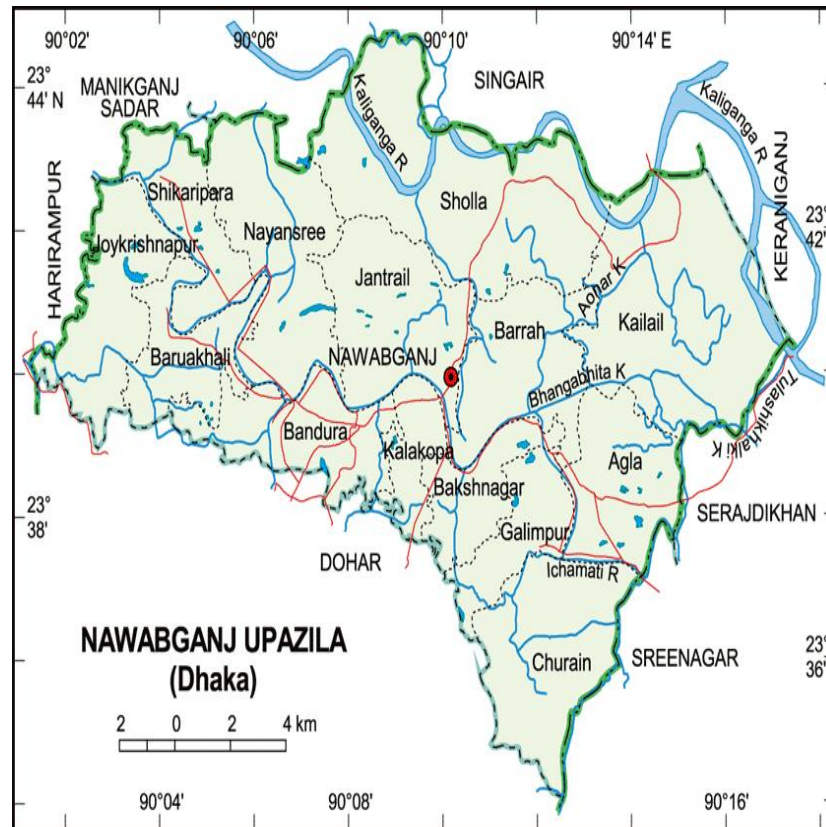 90°02'
90°06'
90°10'
90°14' E
23°
44' N
MANIKGANJ
SADAR
SINGAIR
Kaliganga R
Kaliganga R
KERANIGANJ
HARIRAMPUR
Shikaripara
Sholla
23°
42'
Joykrishnapur
Nayansree
Jantrail
Aohar K
Barrah
Kailail
Baruakhali
NAWABGANJ
Bhangabhita K
Tulashikhalki K
Bandura
Kalakopa
Agla
Bakshnagar
23°
38'
SERAJDIKHAN
Galimpur
DOHAR
Ichamati R
NAWABGANJ UPAZILA
(Dhaka)
SREENAGAR
23°
36'
Churain
2 0 2 4 km
90°04'
90°08'
90°16'